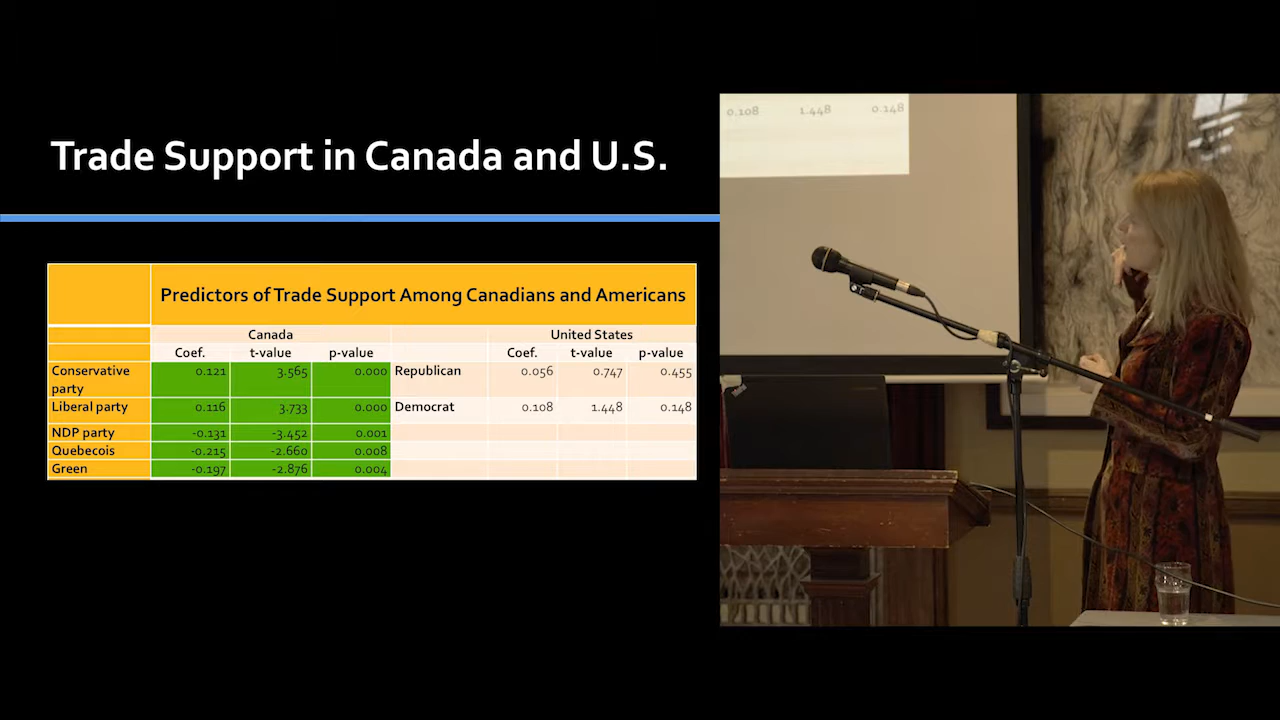 Trade Support in Canada and U.S.
Predictors of Trade Support Among Canadians and Americans
Canada United States
Coef. t-value p-value Coef. t-value p-value
Conservative party 0.121 3.565 0.000 Republican 0.056 0.747 0.455
Liberal party 0.116 3.733 0.000 Democrat 0.108 1.448 0.148
NDP party -0.131 -3.452 0.001
Quebecois -0.215 -2.660 0.008
Green -0.197 -2.876 0.004
0.108 1.448 0.148